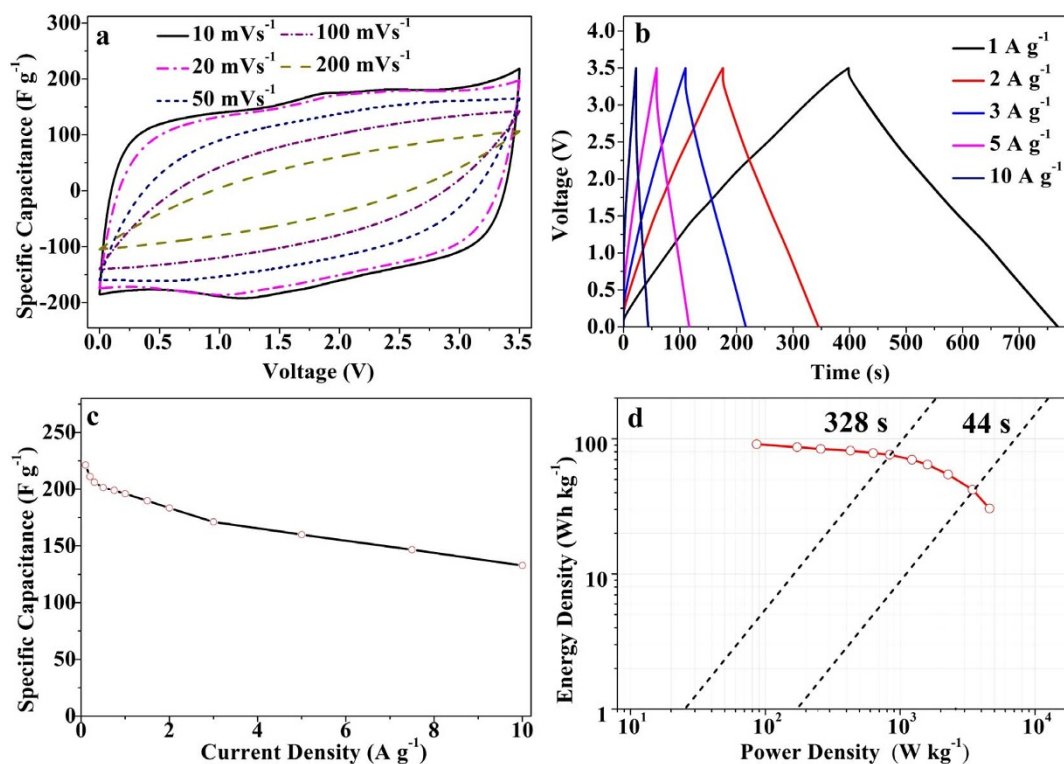 a
10 mVs⁻¹
100 mVs⁻¹
20 mVs⁻¹
200 mVs⁻¹
50 mVs⁻¹
300
200
100
0
-100
-200
Specific Capacitance (F g⁻¹)
0.0 0.5 1.0 1.5 2.0 2.5 3.0 3.5
Voltage (V)
b
1 A g⁻¹
2 A g⁻¹
3 A g⁻¹
5 A g⁻¹
10 A g⁻¹
4.0
3.5
3.0
2.5
2.0
1.5
1.0
0.5
0.0
Voltage (V)
0 100 200 300 400 500 600 700
Time (s)
c
250
225
200
175
150
125
100
75
50
25
0
Specific Capacitance (F g⁻¹)
0 2 4 6 8 10
Current Density (A g⁻¹)
d
328 s
44 s
100
10
1
Energy Density (Wh kg⁻¹)
10¹ 10² 10³ 10⁴
Power Density (W kg⁻¹)